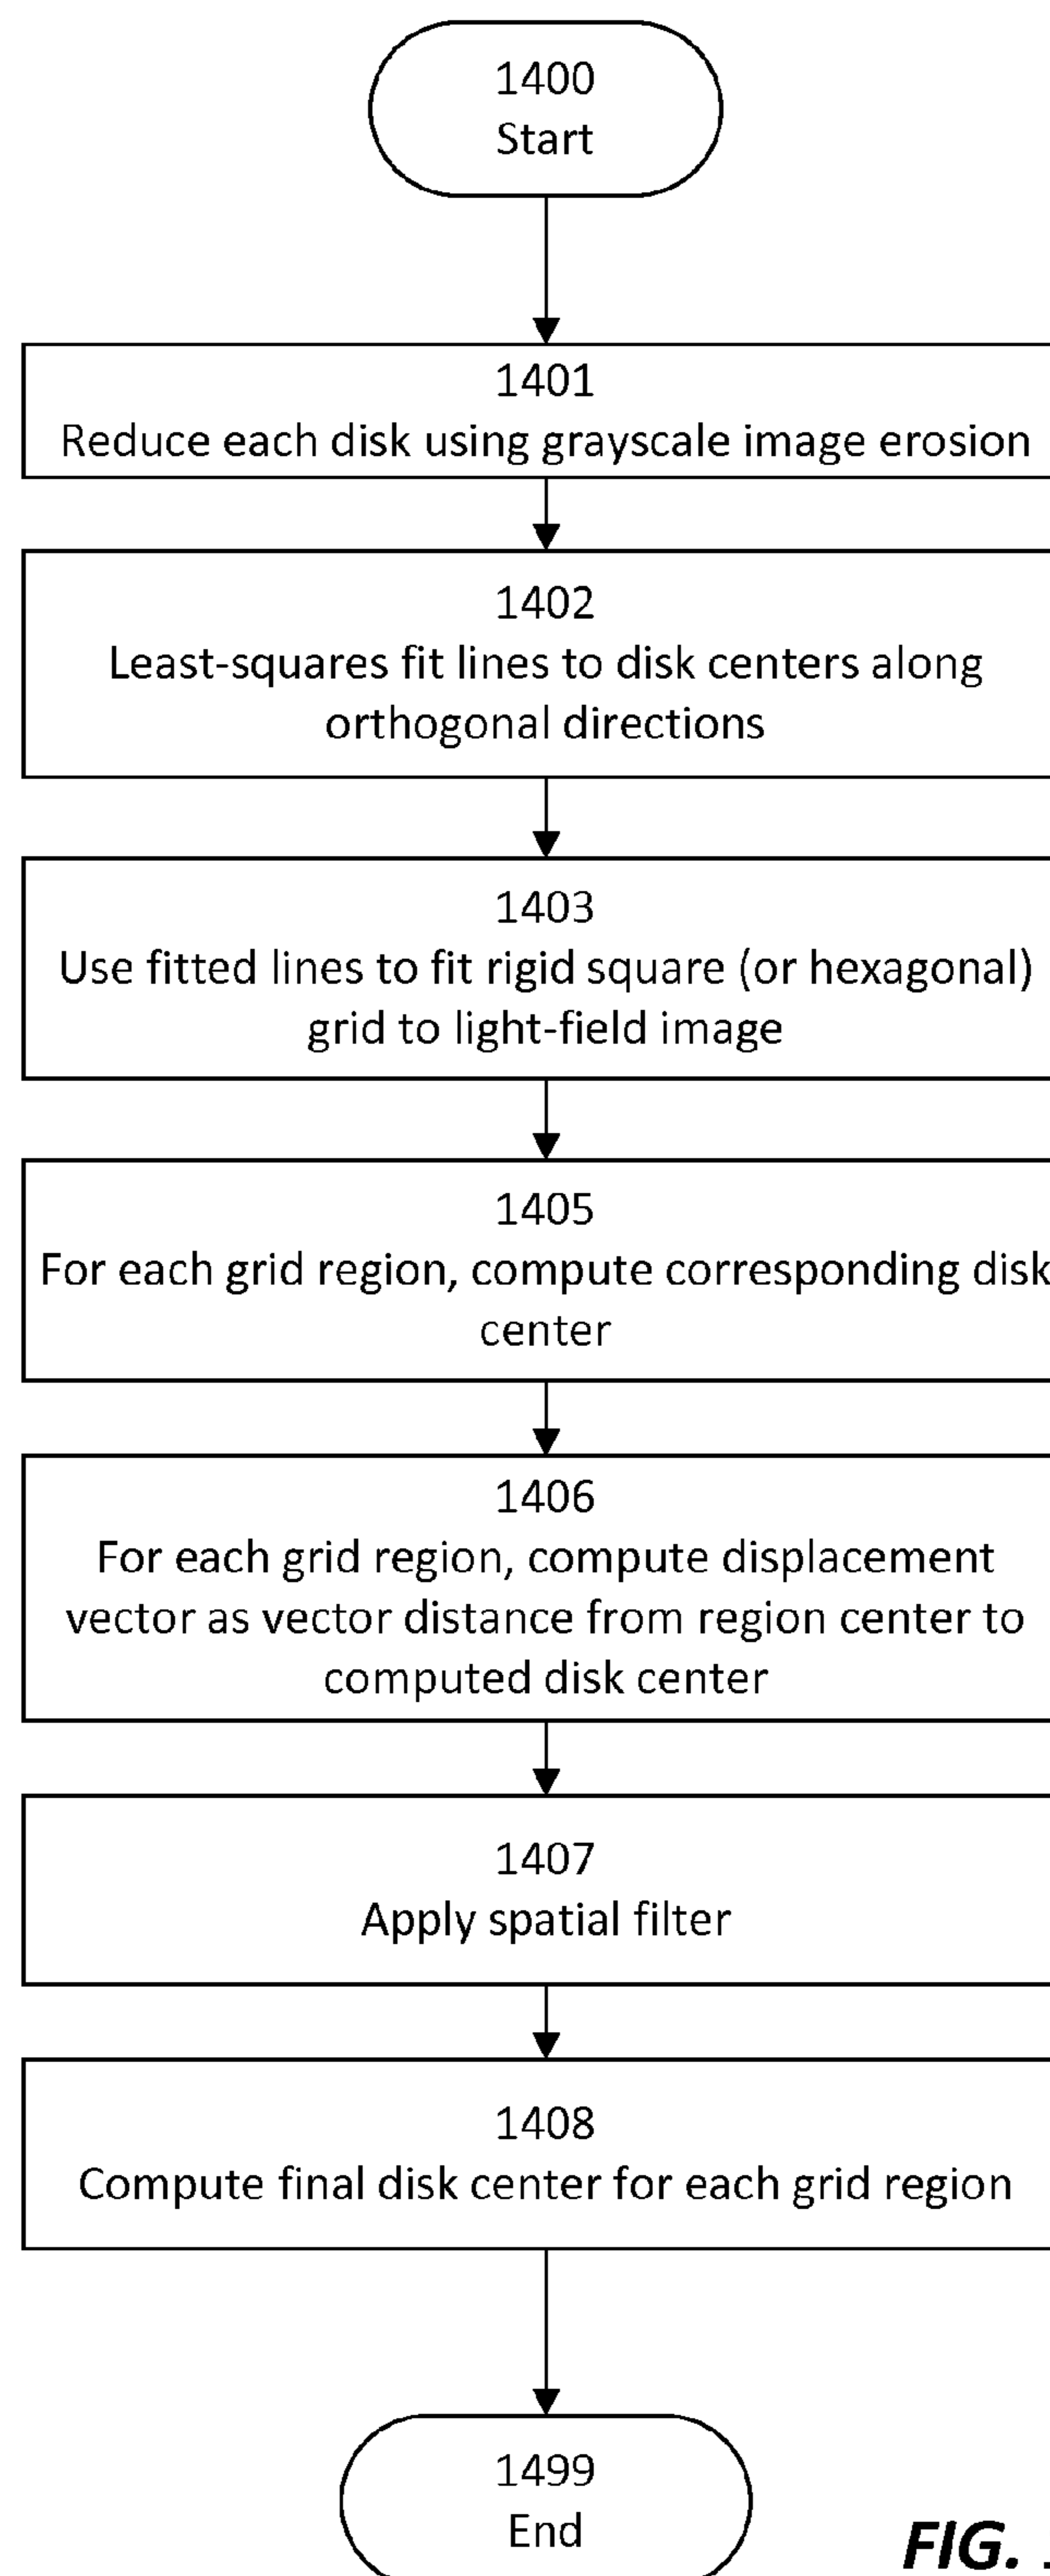 1400
Start
1401
Reduce each disk using grayscale image erosion
1402
Least-squares fit lines to disk centers along
orthogonal directions
1403
Use fitted lines to fit rigid square (or hexagonal)
grid to light-field image
1405
For each grid region, compute corresponding disk
center
1406
For each grid region, compute displacement
vector as vector distance from region center to
computed disk center
1407
Apply spatial filter
1408
Compute final disk center for each grid region
1499
End
FIG.